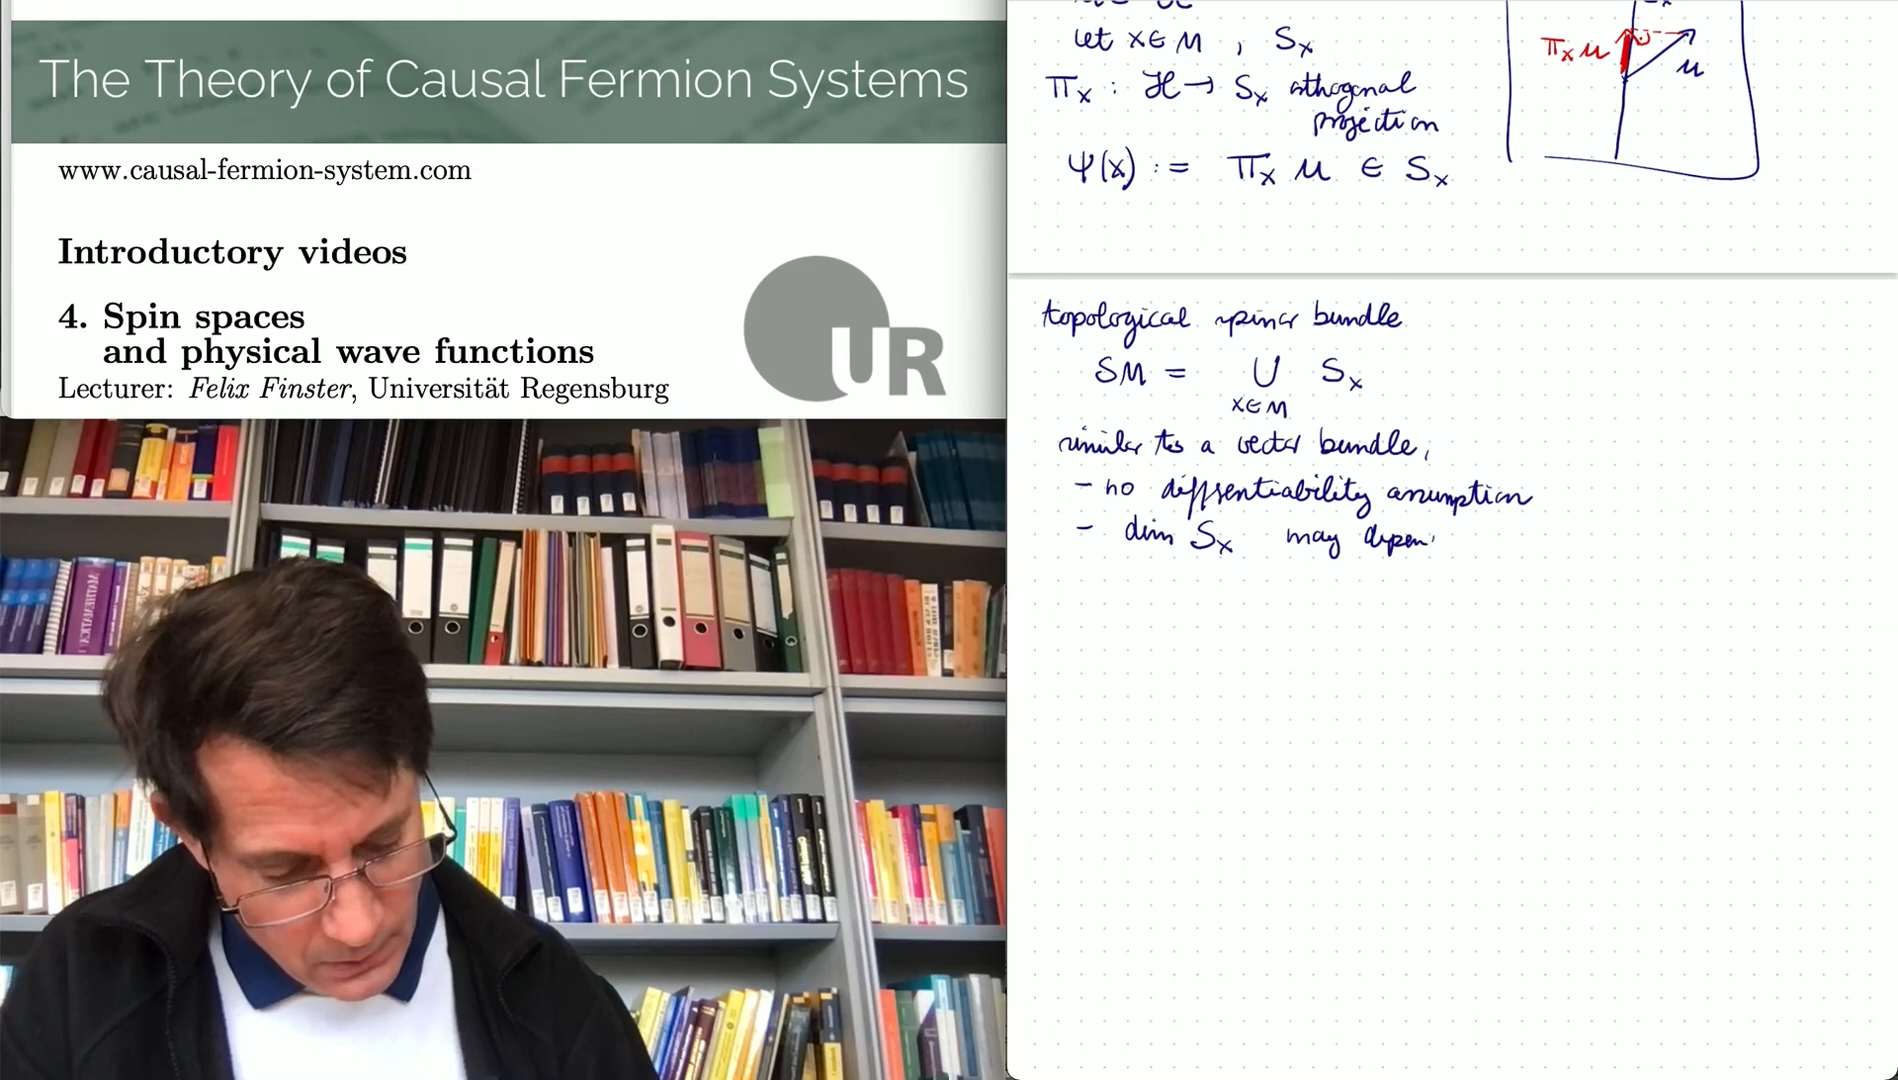 The Theory of Causal Fermion Systems
www.causal-fermion-system.com
Introductory videos
4. Spin spaces
and physical wave functions
Lecturer: Felix Finster, Universität Regensburg
UR
let x ∈ M , Sₓ
πₓ : ℋ → Sₓ orthogonal
projection
ψ(x) := πₓ u ∈ Sₓ
πₓ u
u
topological spinor bundle
SM = ∪ Sₓ
x∈M
similar to a vector bundle,
- no differentiability assumption
- dim Sₓ may depen